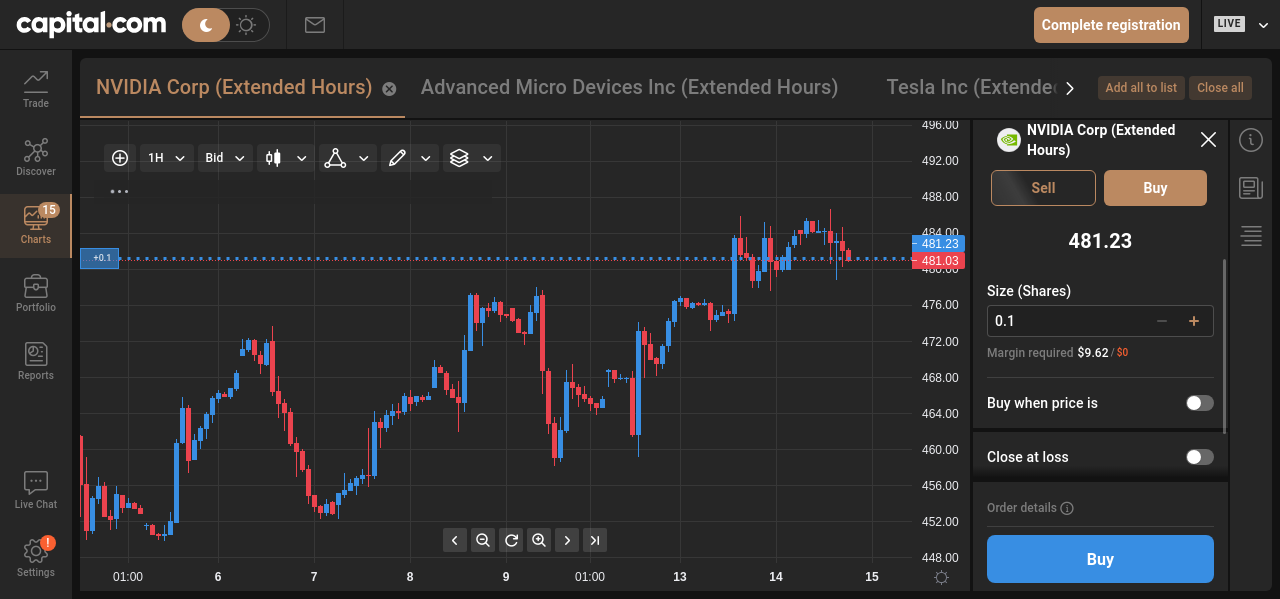 capital.com
Complete registration
LIVE
Trade
Discover
15
Charts
Portfolio
Reports
Live Chat
!
Settings
NVIDIA Corp (Extended Hours)
Advanced Micro Devices Inc (Extended Hours)
Tesla Inc (Extende
Add all to list
Close all
1H
Bid
...
+0.1
496.00
492.00
488.00
484.00
481.23
481.03
480.00
476.00
472.00
468.00
464.00
460.00
456.00
452.00
448.00
01:00
6
7
8
9
01:00
13
14
15
NVIDIA Corp (Extended
Hours)
Sell
Buy
481.23
Size (Shares)
0.1
Margin required $9.62 / $0
Buy when price is
Close at loss
Order details
Buy